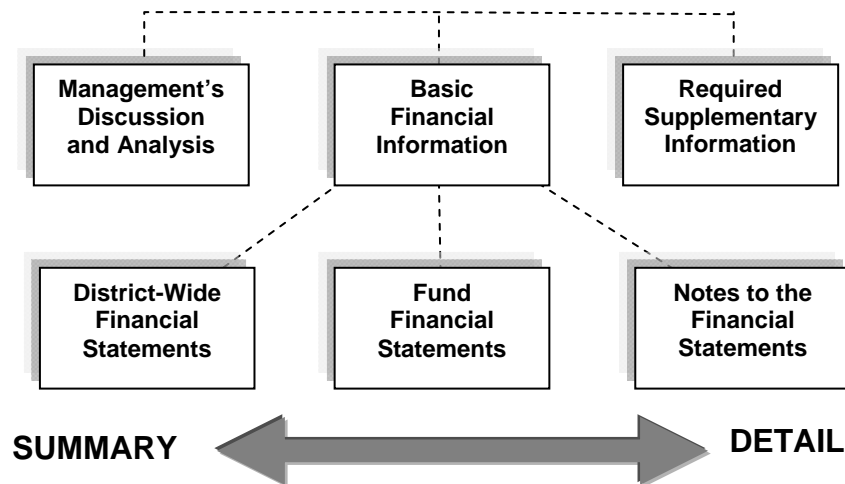 Management’s
Discussion
and Analysis
Basic
Financial
Information
Required
Supplementary
Information
District-Wide
Financial
Statements
Fund
Financial
Statements
Notes to the
Financial
Statements
SUMMARY
DETAIL